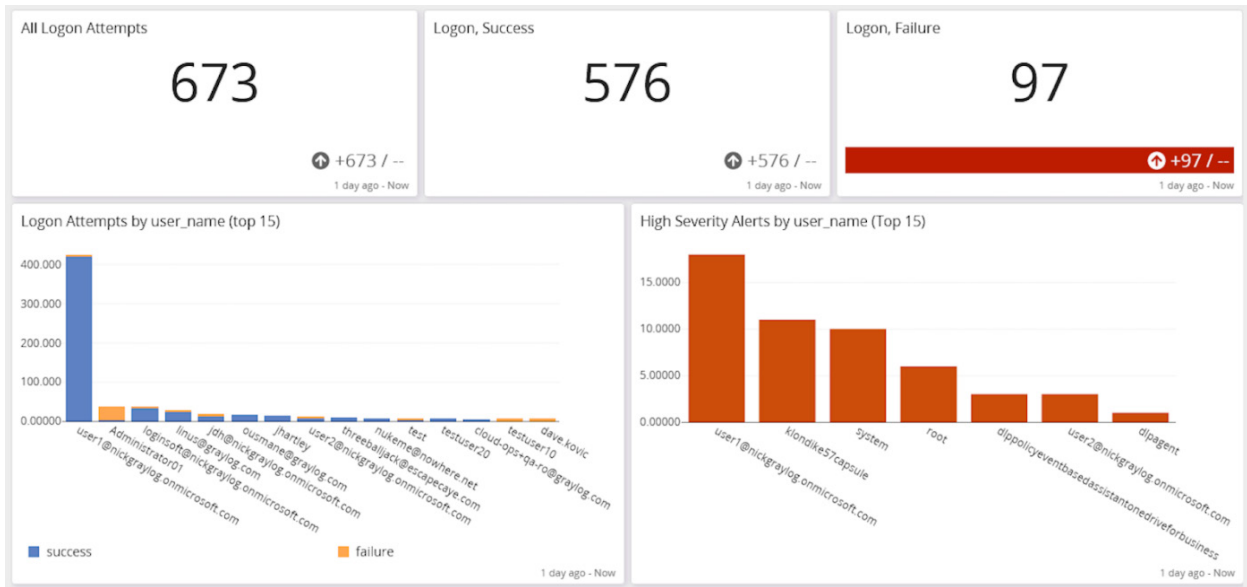 All Logon Attempts
673
+673 / --
1 day ago - Now
Logon, Success
576
+576 / --
1 day ago - Now
Logon, Failure
97
+97 / --
1 day ago - Now
Logon Attempts by user_name (top 15)
400.000
300.000
200.000
100.000
0.00000
user1@nickgraylog.onmicrosoft.com
Administrator01
loginsoft@nickgraylog.onmicrosoft.com
linus@graylog.com
jdh@nickgraylog.onmicrosoft.com
ousmane@graylog.com
jhartley
user2@nickgraylog.onmicrosoft.com
threeballjack@escapecaye.com
nukeme@nowhere.net
test
testuser20
cloud-ops+qa-ro@graylog.com
testuser10
dave.kovic
success
failure
1 day ago - Now
High Severity Alerts by user_name (Top 15)
15.0000
10.0000
5.00000
0.00000
user1@nickgraylog.onmicrosoft.com
klondike57capsule
system
root
dlppolicyeventbasedassistantonedriveforbusiness
user2@nickgraylog.onmicrosoft.com
dlpagent
1 day ago - Now